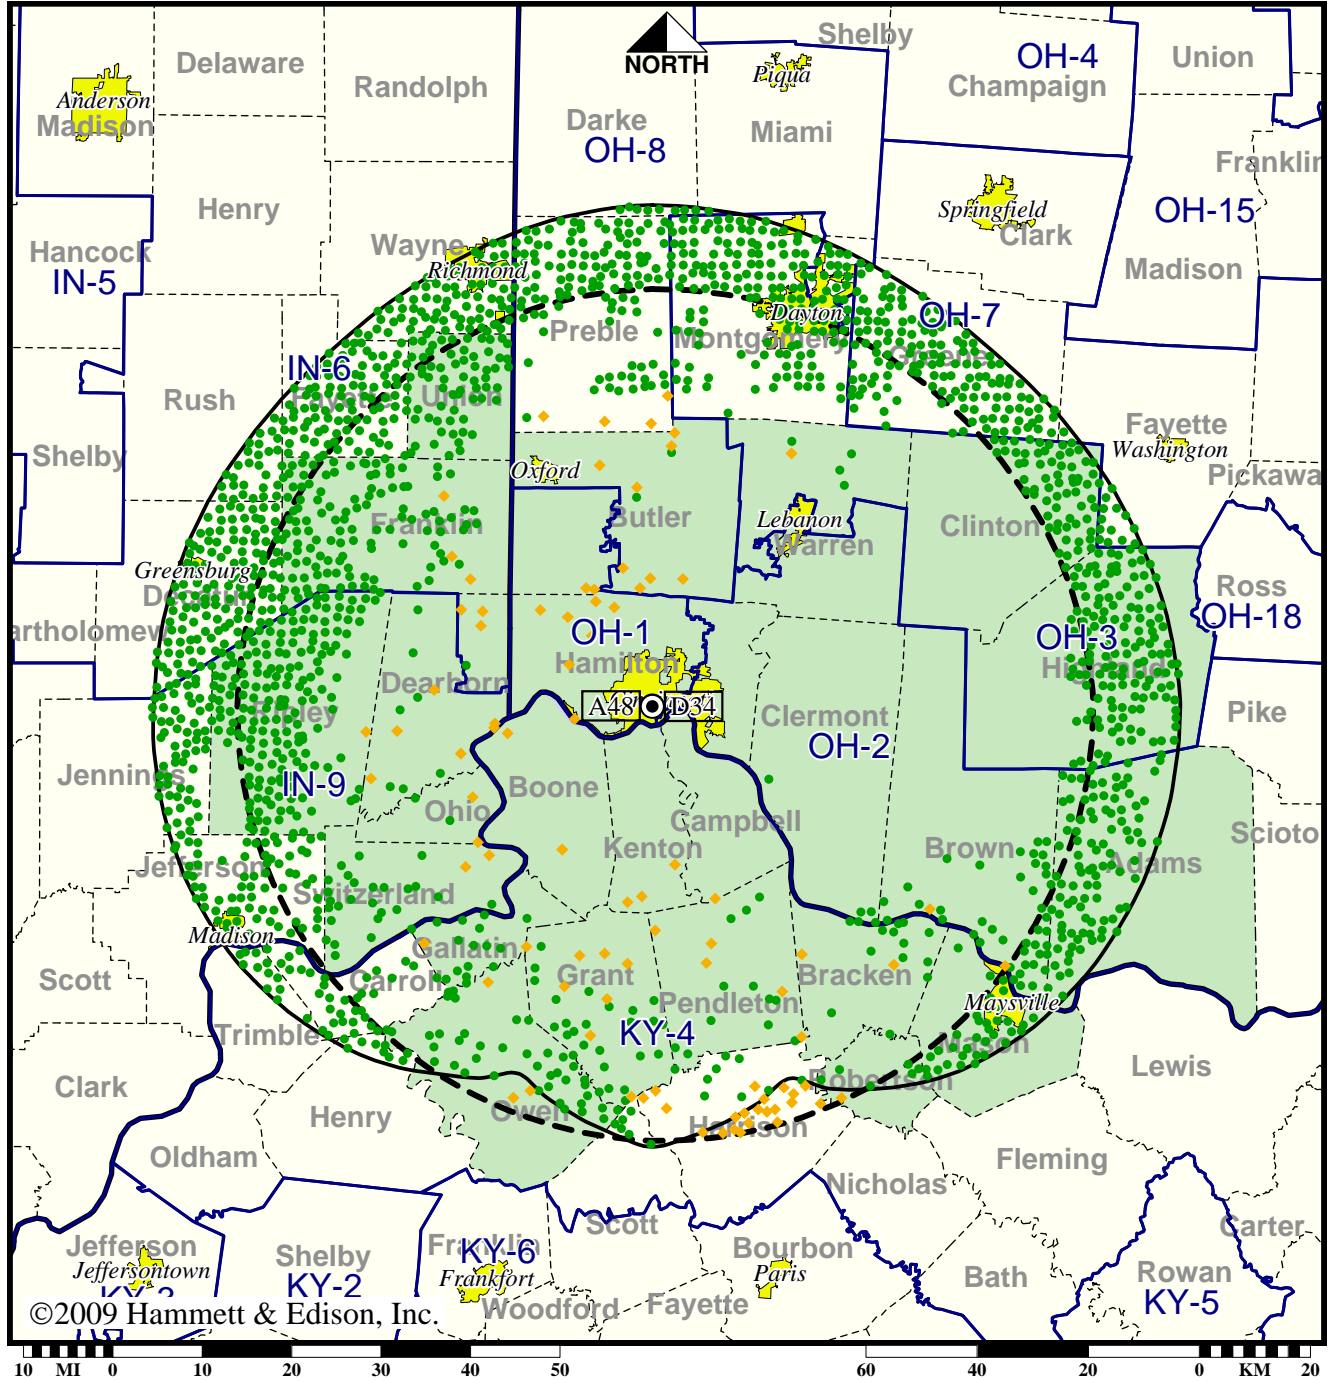 Shelby
OH-4
Union
Delaware
NORTH
Piqua
Randolph
Champaign
Anderson
Madison
Darke
OH-8
Miami
Franklin
Henry
Springfield
OH-15
Clark
Hancock
IN-5
Wayne
Richmond
Madison
Dayton
OH-7
Preble
Montgomery
Greene
IN-6
Rush
Fayette
Union
Fayette
Washington
Shelby
Oxford
Pickawa
Franklin
Butler
Lebanon
Warren
Clinton
Greensburg
Decatur
Ross
OH-18
artholomew
OH-1
OH-3
Hamilton
Highland
Dearborn
A48
D34
Ripley
Clermont
OH-2
Pike
Jennings
IN-9
Boone
Ohio
Campbell
Kenton
Brown
Scioto
Adams
Jefferson
Switzerland
Madison
Gallatin
Scott
Carroll
Grant
Bracken
Pendleton
Maysville
Trimble
KY-4
Mason
Clark
Robertson
Lewis
Henry
Owen
Harrison
Oldham
Fleming
Nicholas
Scott
Carter
Jefferson
Jeffersontown
KY-3
Shelby
KY-2
Franklin
KY-6
Frankfort
Bourbon
Paris
Bath
Rowan
KY-5
Woodford
Fayette
©2009 Hammett & Edison, Inc.
10 MI 0 10 20 30 40 50 60 40 20 0 KM 20